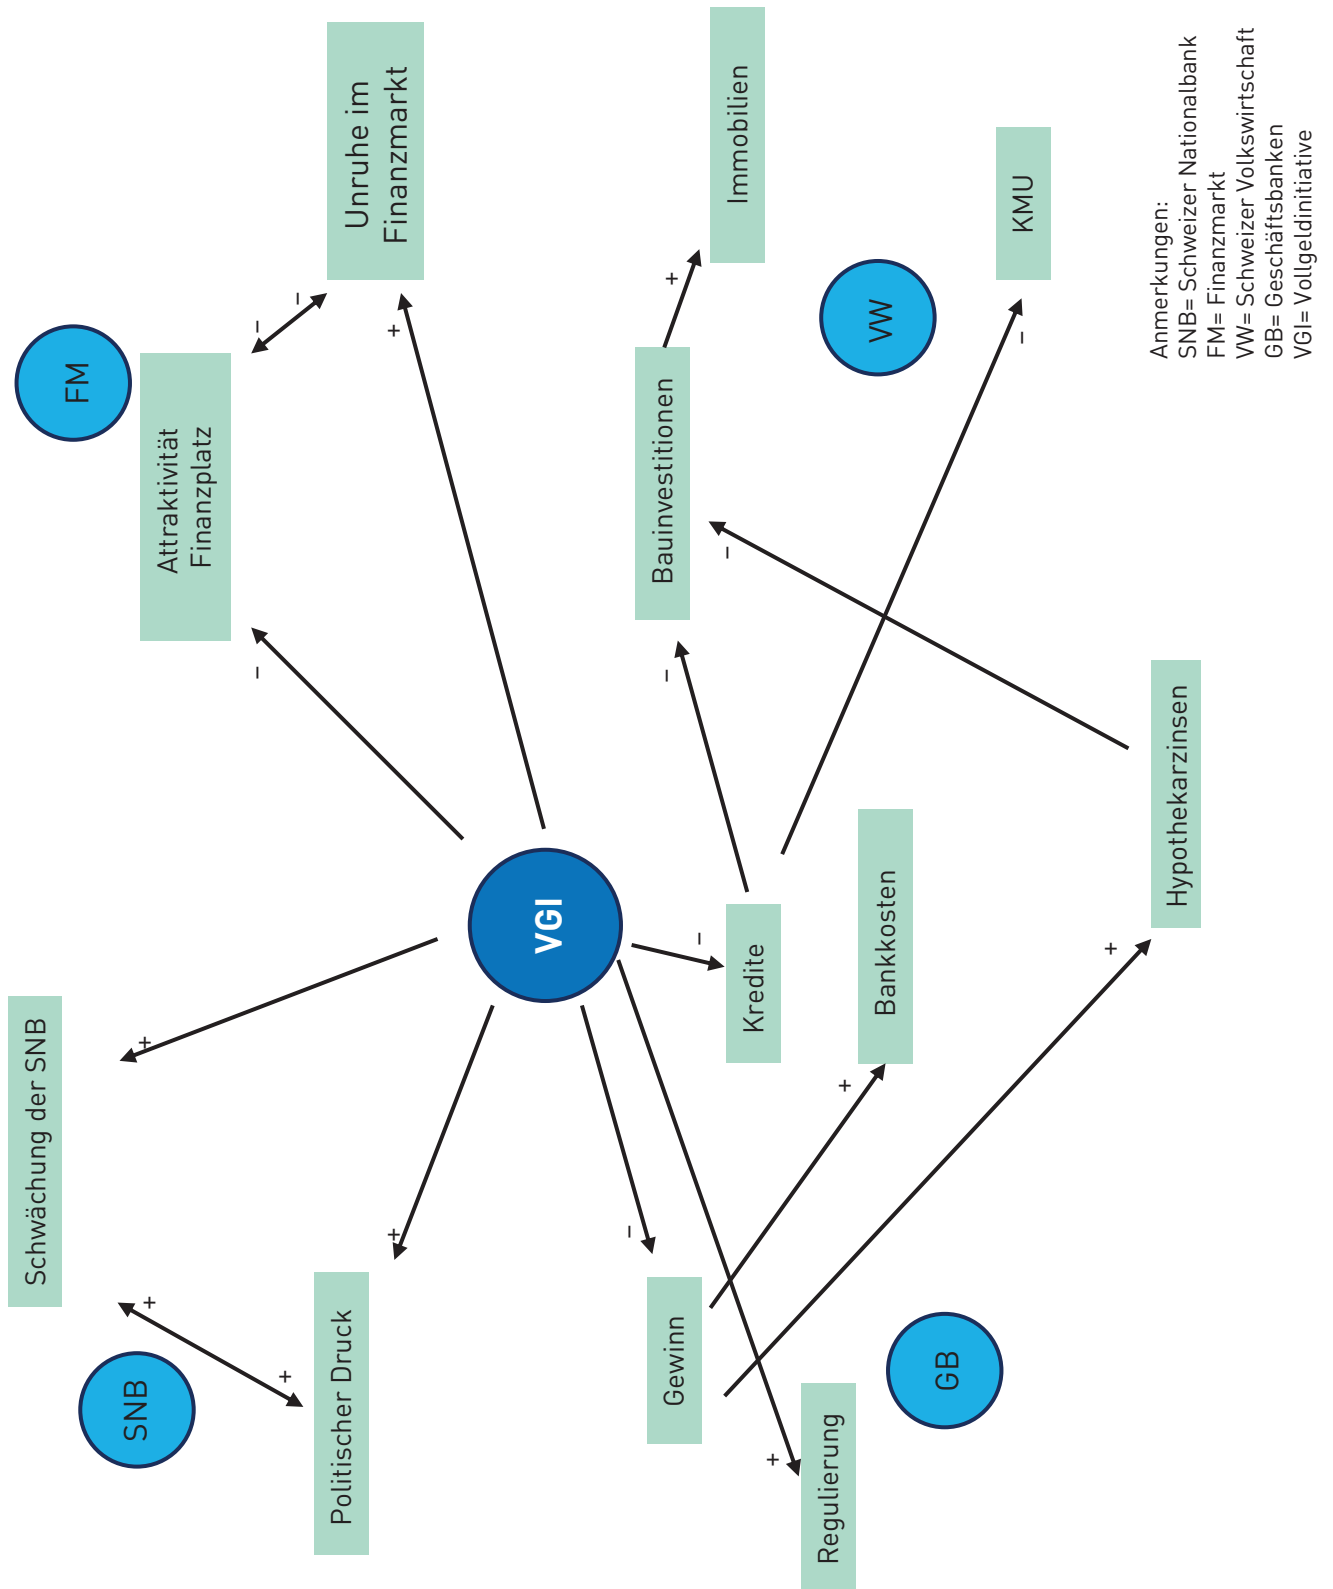 Schwächung der SNB
SNB
+
+
+
Politischer Druck
+
FM
Attraktivität
Finanzplatz
–
–
–
Unruhe im
Finanzmarkt
+
VGI
Gewinn
–
Regulierung
+
GB
Kredite
–
Bankkosten
+
Hypothekarzinsen
+
Bauinvestitionen
–
–
+
Immobilien
VW
KMU
–
Anmerkungen:
SNB= Schweizer Nationalbank
FM= Finanzmarkt
VW= Schweizer Volkswirtschaft
GB= Geschäftsbanken
VGI= Vollgeldinitiative